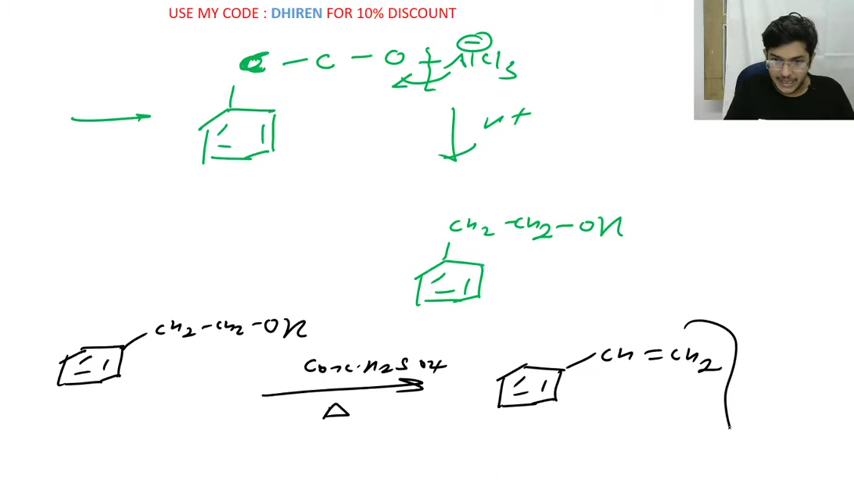 USE MY CODE : DHIREN FOR 10% DISCOUNT
C - C - O - AlCl3
H+
CH2 - CH2 - OH
CH2 - CH2 - OH
Conc. H2SO4
Δ
CH = CH2